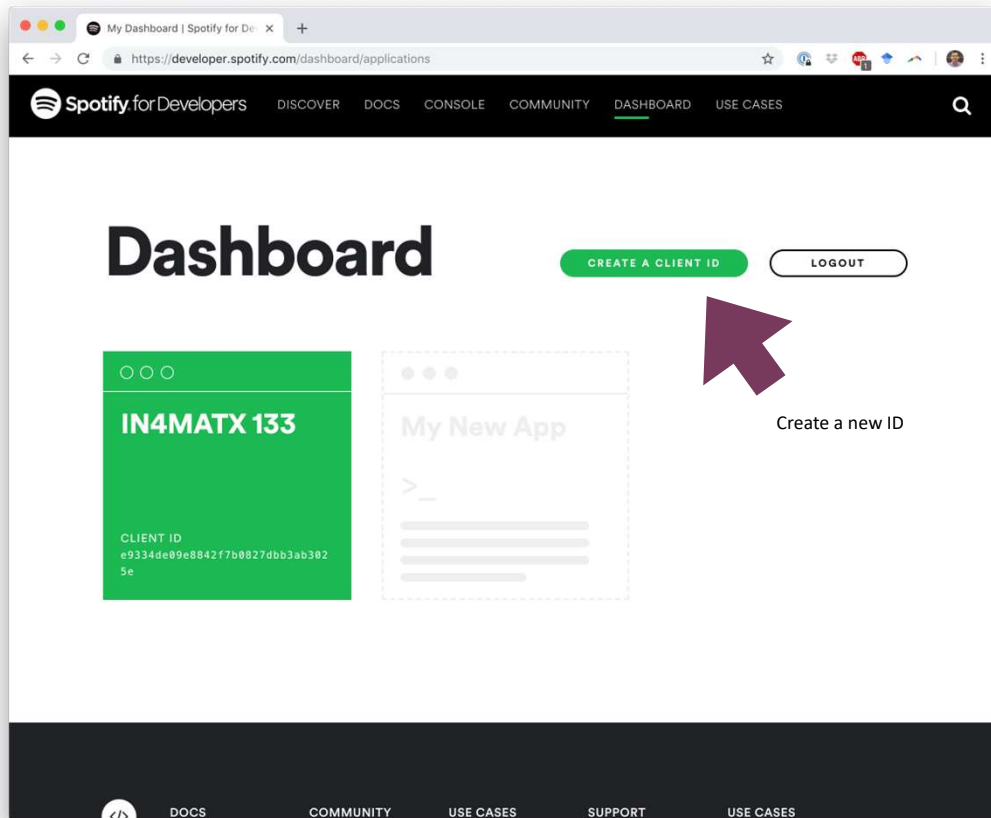 My Dashboard | Spotify for De
https://developer.spotify.com/dashboard/applications
Spotify for Developers DISCOVER DOCS CONSOLE COMMUNITY DASHBOARD USE CASES
Dashboard
CREATE A CLIENT ID
LOGOUT
IN4MATX 133
CLIENT ID
e9334de09e8842f7b0827dbb3ab302
5e
My New App
>_
Create a new ID
DOCS COMMUNITY USE CASES SUPPORT USE CASES